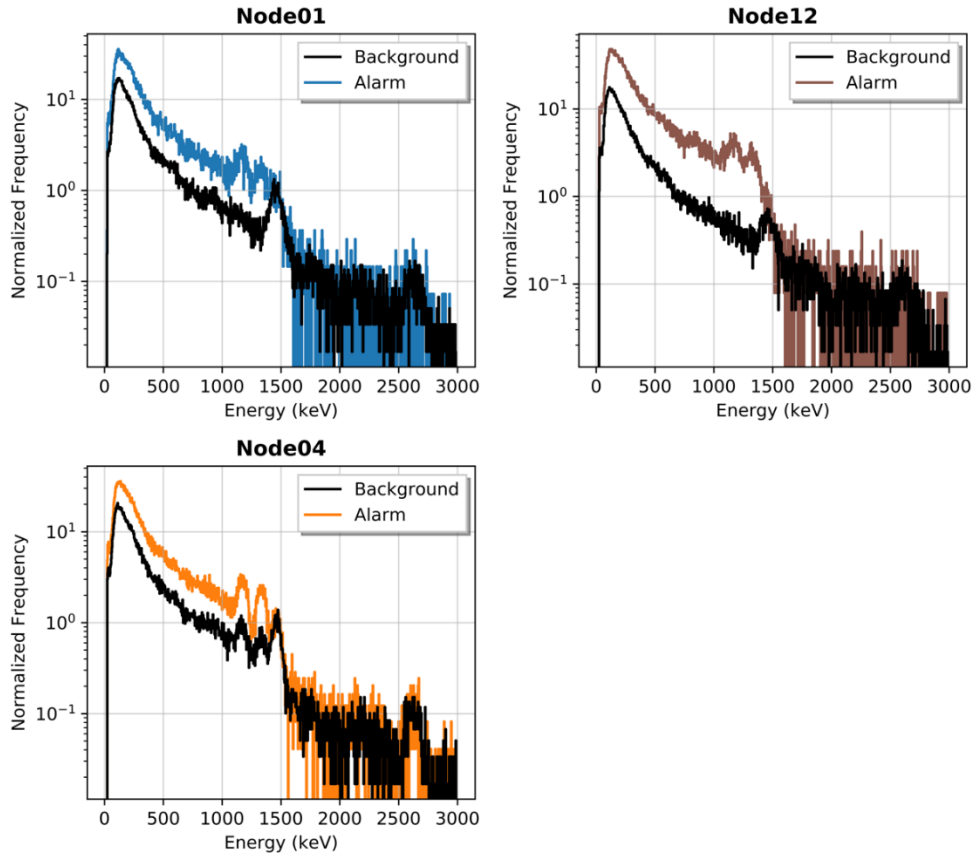 Node01
Background
Alarm
Normalized Frequency
10¹
10⁰
10⁻¹
0 500 1000 1500 2000 2500 3000
Energy (keV)
Node12
Background
Alarm
Normalized Frequency
10¹
10⁰
10⁻¹
0 500 1000 1500 2000 2500 3000
Energy (keV)
Node04
Background
Alarm
Normalized Frequency
10¹
10⁰
10⁻¹
0 500 1000 1500 2000 2500 3000
Energy (keV)